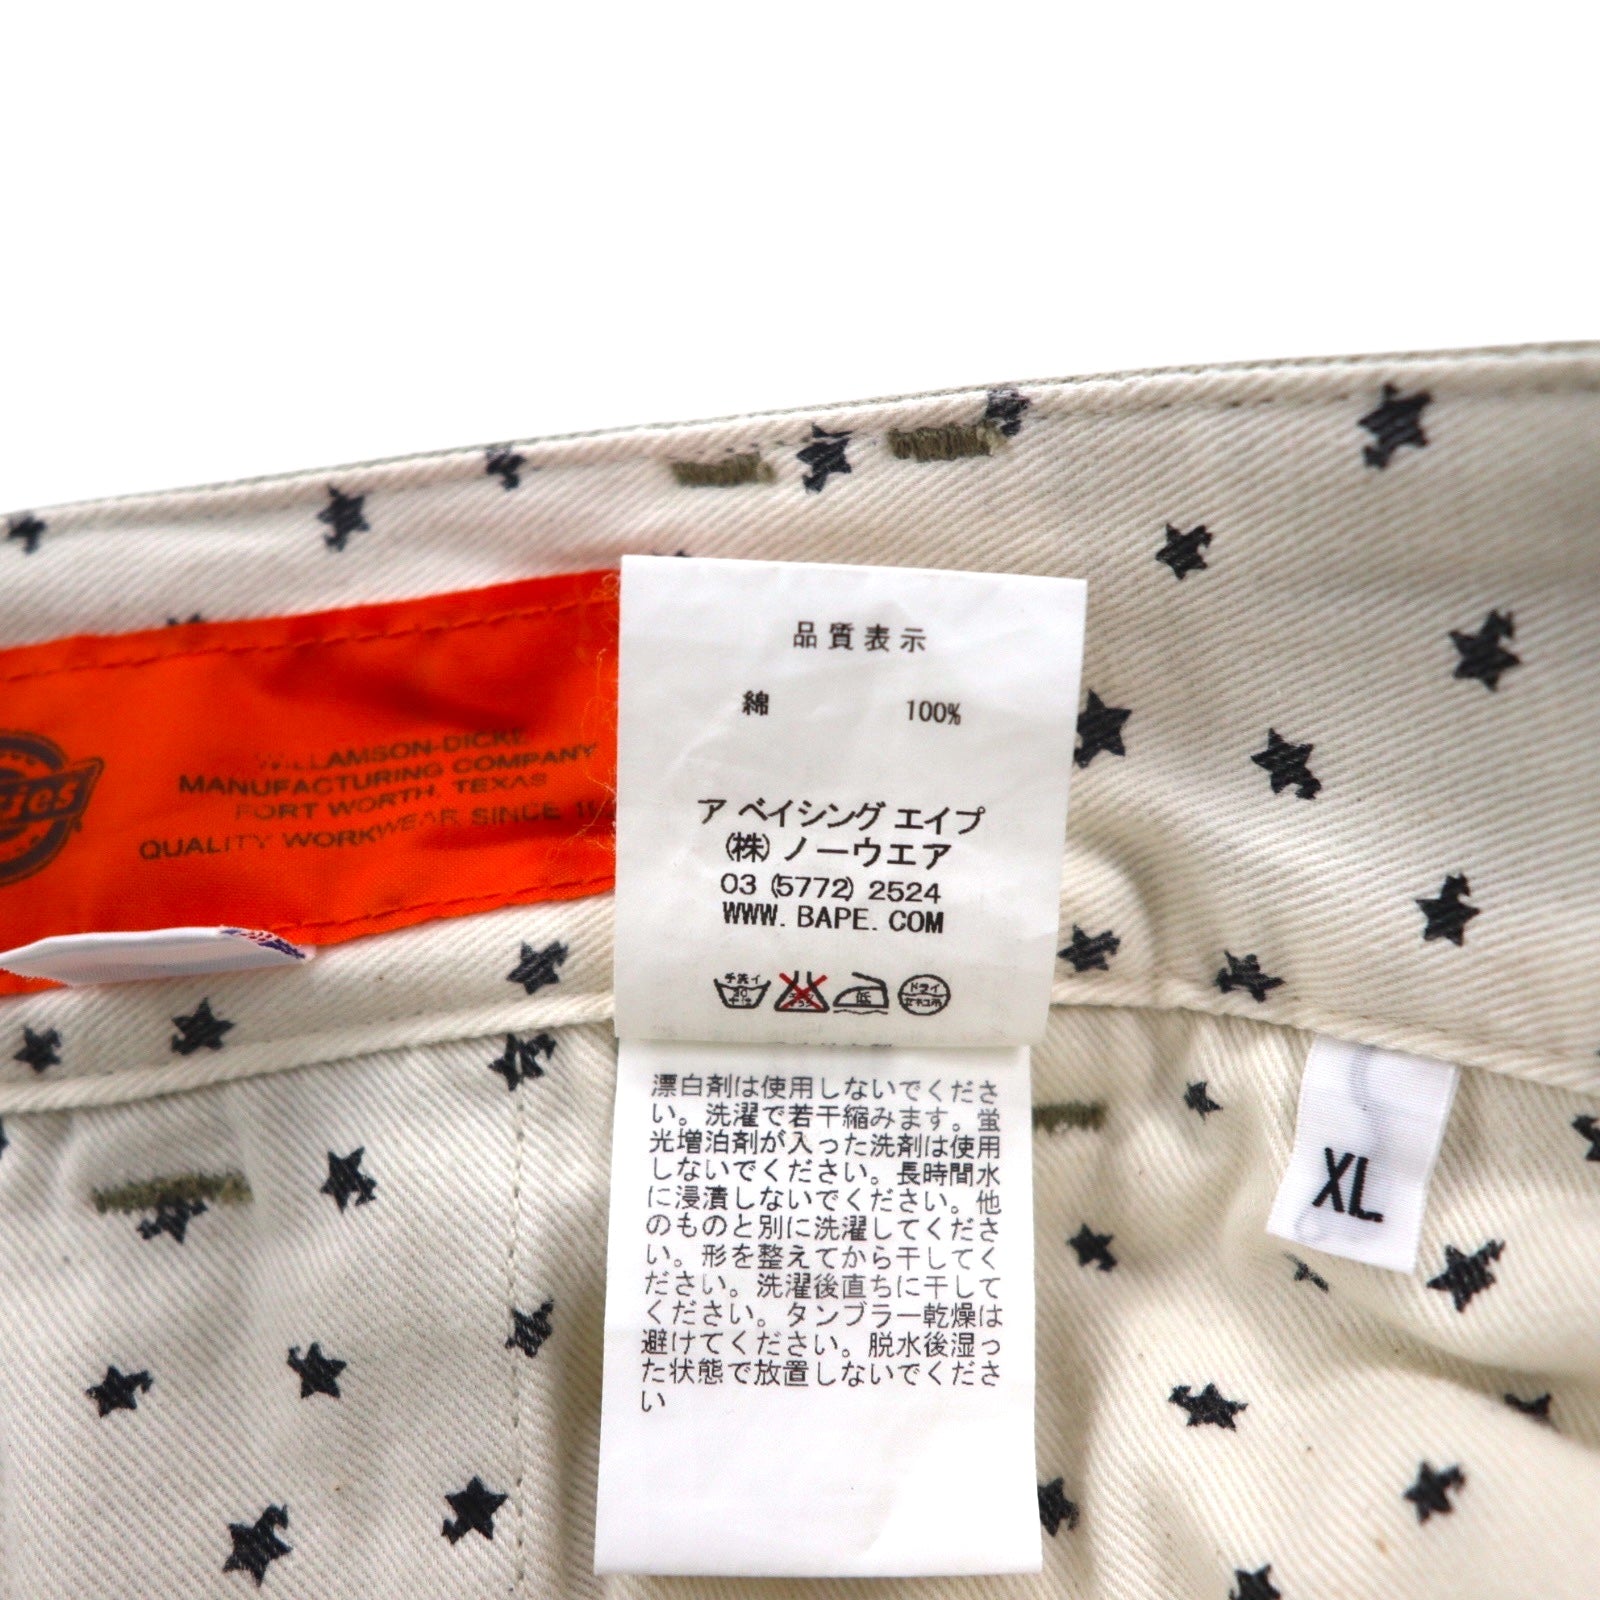 WILLAMSON-DICKIE
MANUFACTURING COMPANY
FORT WORTH, TEXAS
QUALITY WORKWEAR SINCE
品質表示
綿 100%
ア ベイシング エイプ
(株) ノーウエア
03 (5772) 2524
WWW. BAPE. COM
手洗イ
30
低
ドライ
漂白剤は使用しないでくださ
い。洗濯で若干縮みます。蛍
光増泊剤が入った洗剤は使用
しないでください。長時間水
に浸漬しないでください。他
のものと別に洗濯してくださ
い。形を整えてから干してく
ださい。洗濯後直ちに干して
ください。タンブラー乾燥は
避けてください。脱水後湿っ
た状態で放置しないでくださ
い
XL